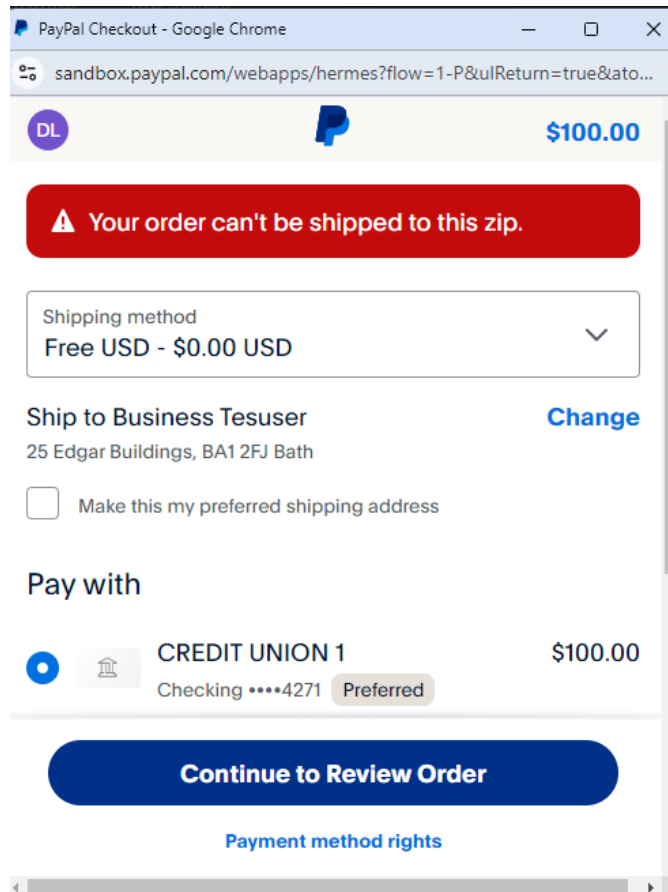 PayPal Checkout - Google Chrome
sandbox.paypal.com/webapps/hermes?flow=1-P&ulReturn=true&ato...
DL
$100.00
Your order can't be shipped to this zip.
Shipping method
Free USD - $0.00 USD
Ship to Business Tesuser
Change
25 Edgar Buildings, BA1 2FJ Bath
Make this my preferred shipping address
Pay with
CREDIT UNION 1
$100.00
Checking ••••4271 Preferred
Continue to Review Order
Payment method rights